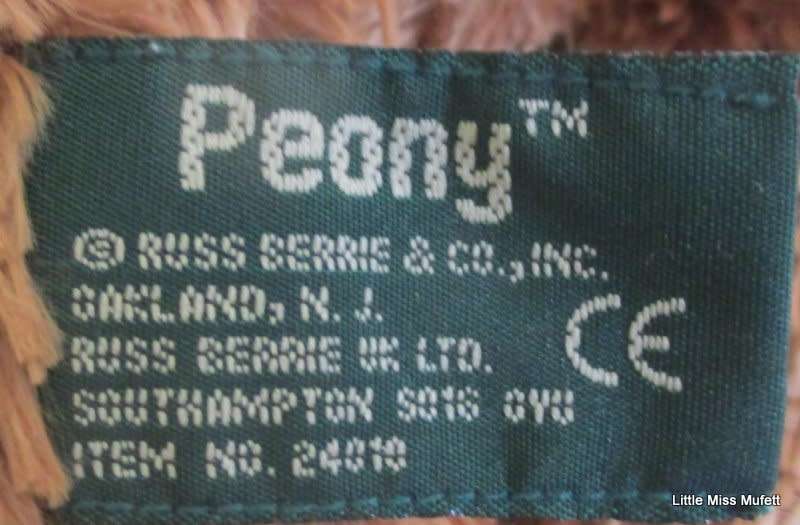 Peony™
© RUSS BERRIE & CO., INC.
OAKLAND, N. J.
RUSS BERRIE UK LTD.
SOUTHAMPTON SO16 0YU
ITEM NO. 24010
CE
Little Miss Mufett